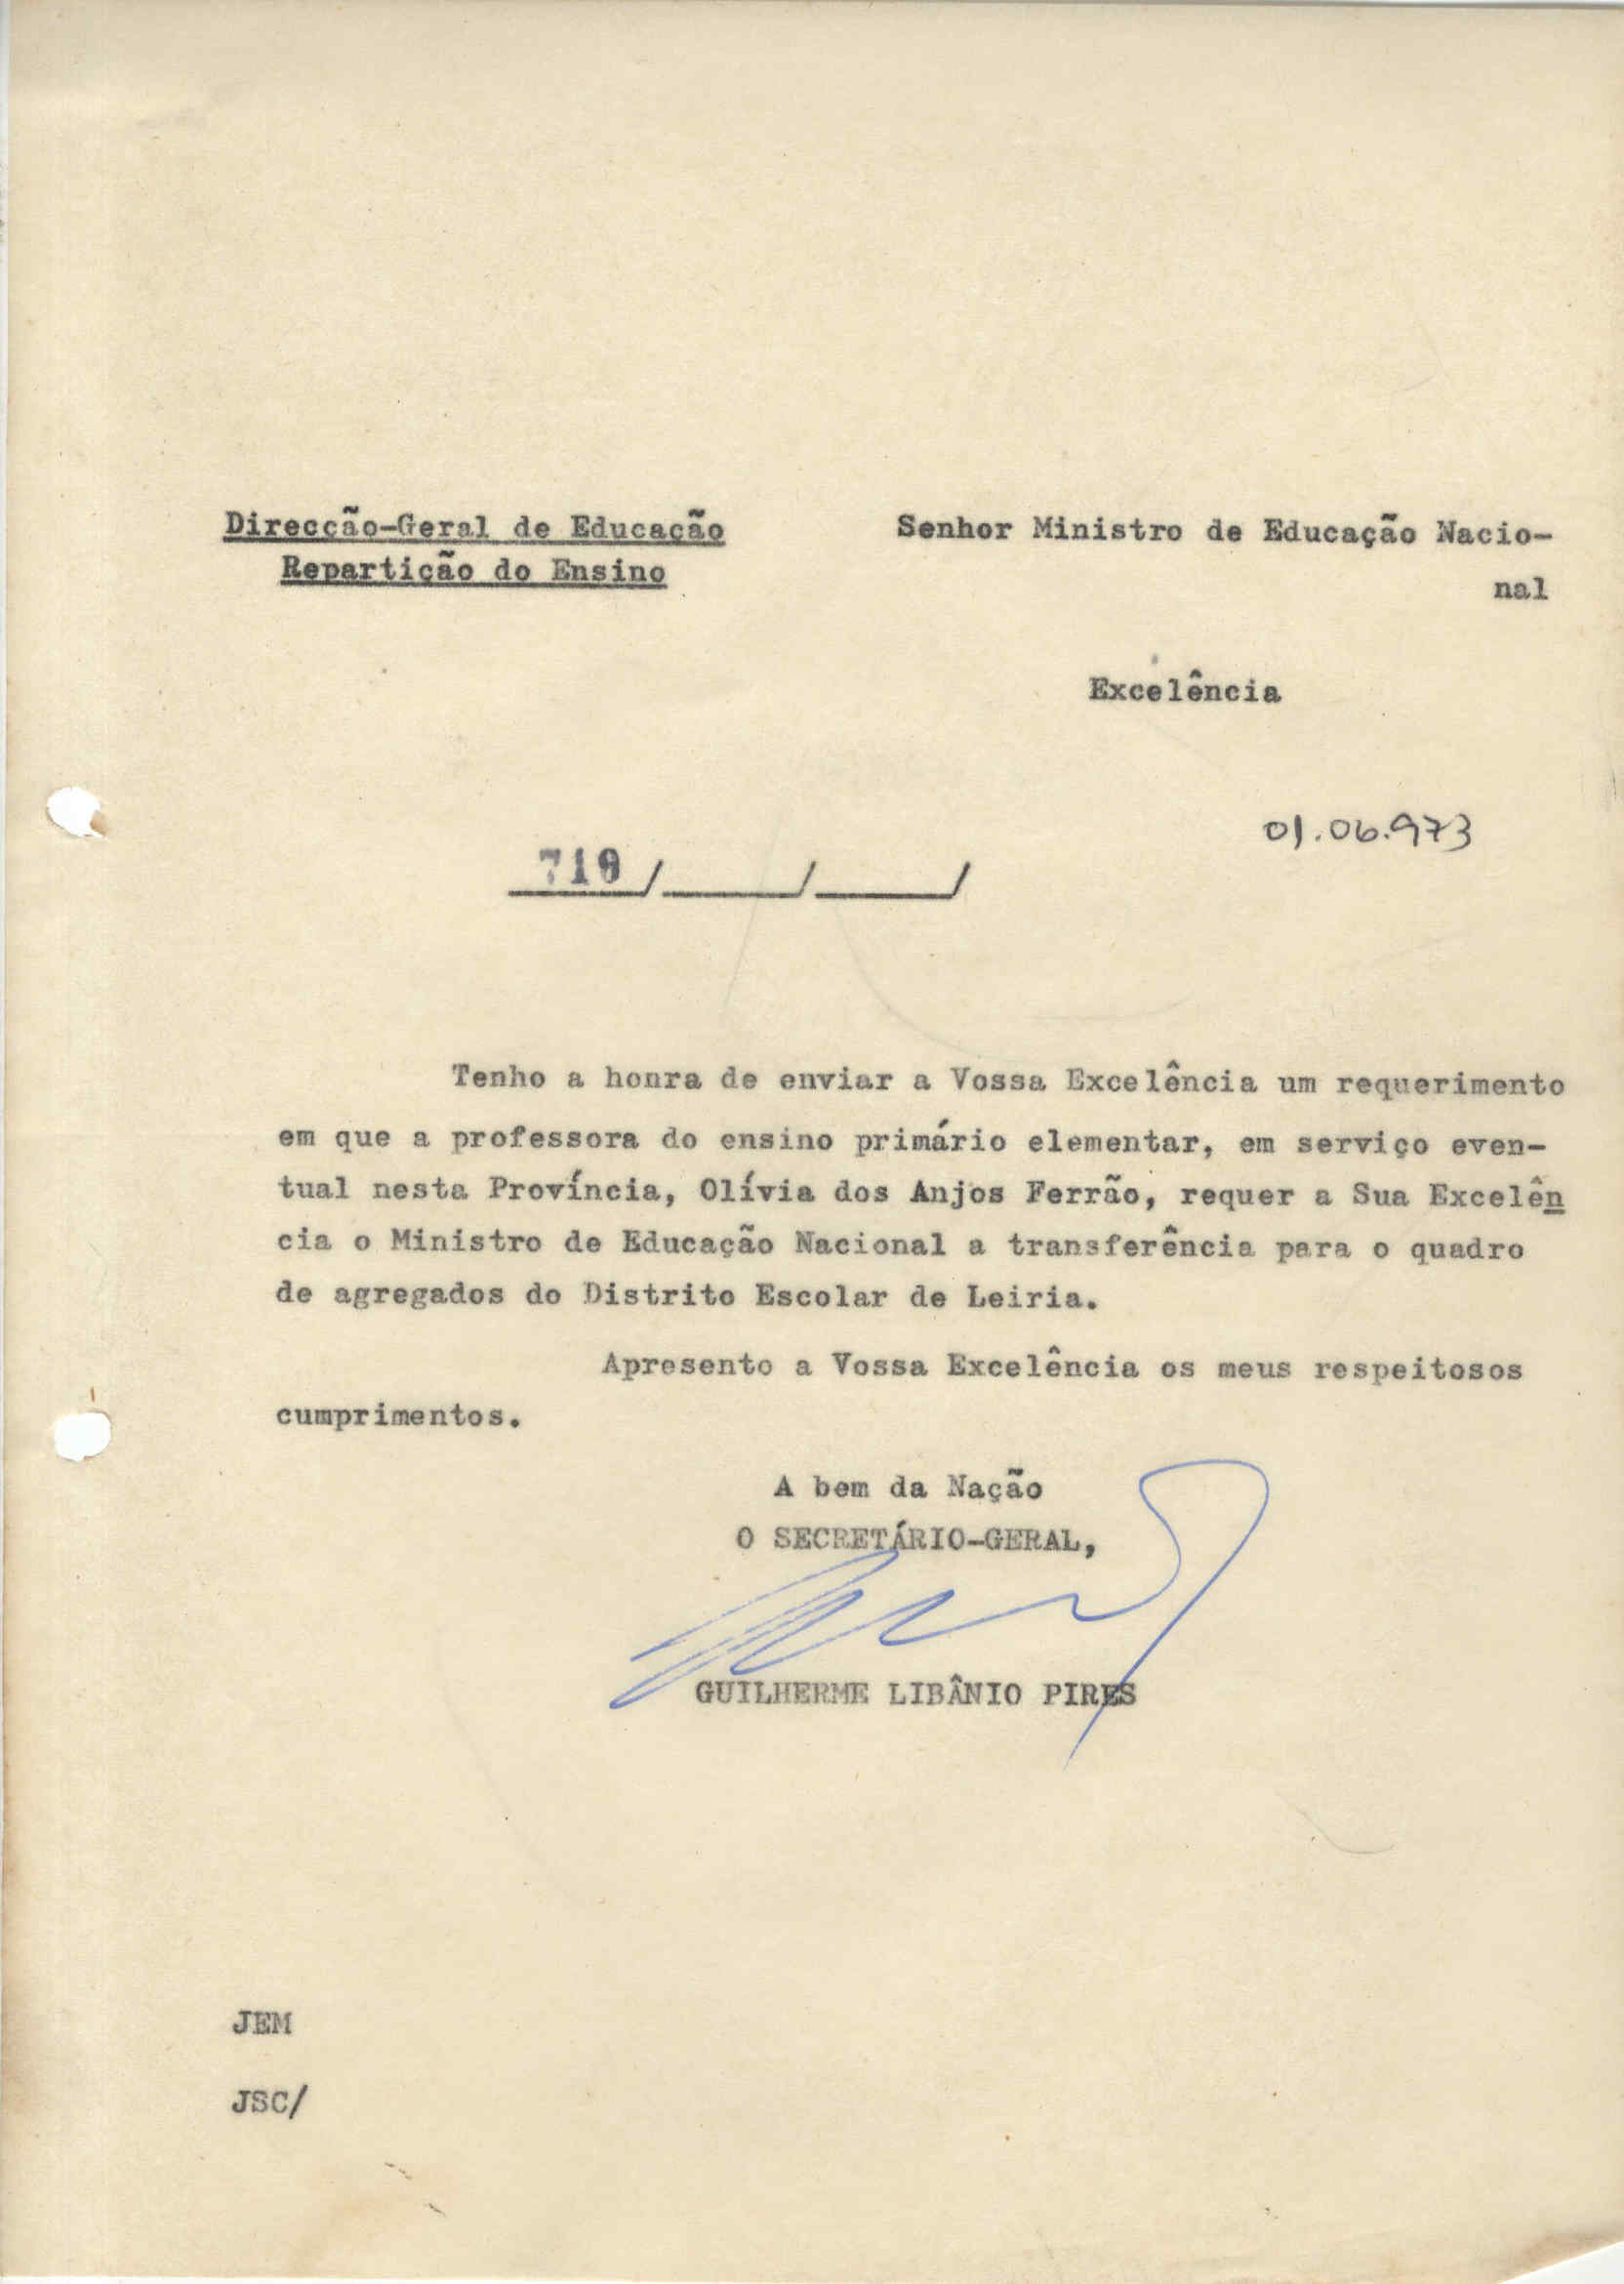 Direcção-Geral de Educação
Repartição do Ensino
Senhor Ministro de Educação Nacio-
nal
Excelência
01.06.973
719/____/____/
Tenho a honra de enviar a Vossa Excelência um requerimento
em que a professora do ensino primário elementar, em serviço even-
tual nesta Província, Olívia dos Anjos Ferrão, requer a Sua Excelên
cia o Ministro de Educação Nacional a transferência para o quadro
de agregados do Distrito Escolar de Leiria.
Apresento a Vossa Excelência os meus respeitosos
cumprimentos.
A bem da Nação
O SECRETÁRIO-GERAL,
GUILHERME LIBÂNIO PIRES
JEM
JSC/